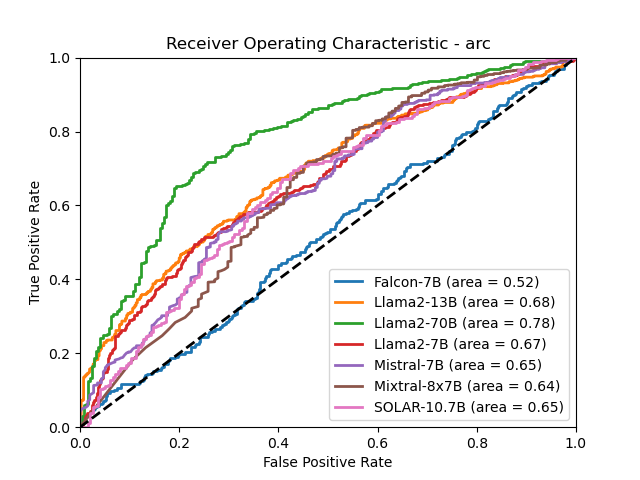 Receiver Operating Characteristic - arc
True Positive Rate
1.0
0.8
0.6
0.4
0.2
0.0
Falcon-7B (area = 0.52)
Llama2-13B (area = 0.68)
Llama2-70B (area = 0.78)
Llama2-7B (area = 0.67)
Mistral-7B (area = 0.65)
Mixtral-8x7B (area = 0.64)
SOLAR-10.7B (area = 0.65)
0.0 0.2 0.4 0.6 0.8 1.0
False Positive Rate